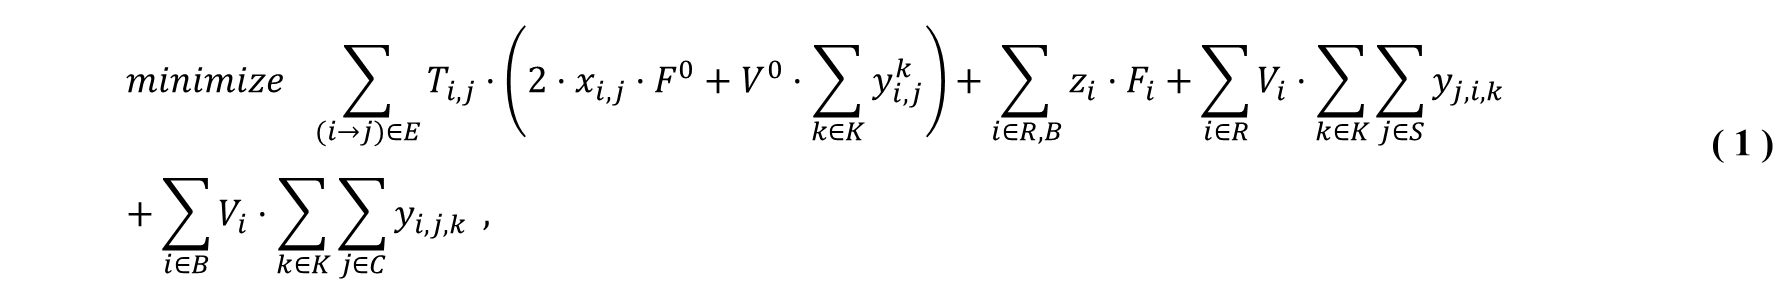 minimize ∑_{(i→j)∈E} T_{i,j} · (2 · x_{i,j} · F^0 + V^0 · ∑_{k∈K} y_{i,j}^k) + ∑_{i∈R,B} z_i · F_i + ∑_{i∈R} V_i · ∑_{k∈K} ∑_{j∈S} y_{j,i,k}
( 1 )
+ ∑_{i∈B} V_i · ∑_{k∈K} ∑_{j∈C} y_{i,j,k} ,